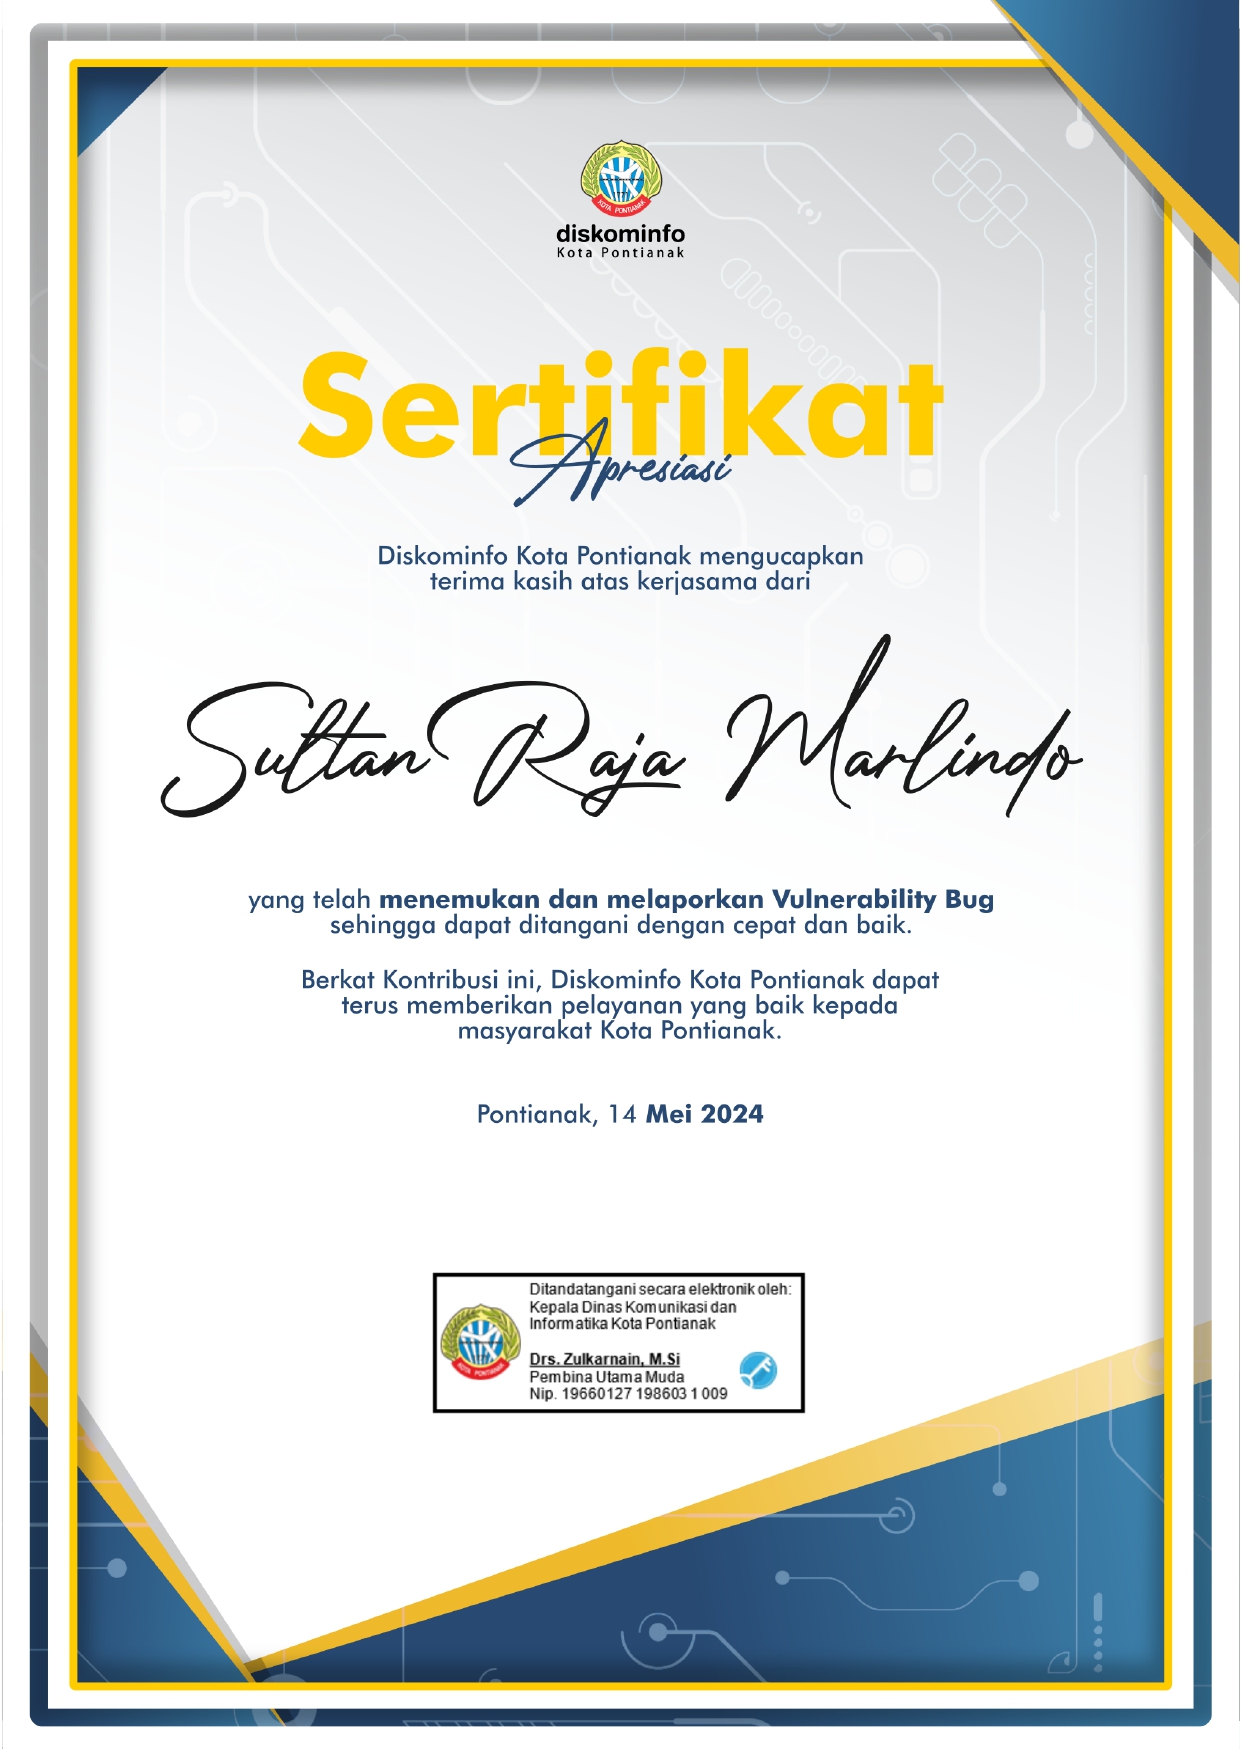 KOTA PONTIANAK
diskominfo
Kota Pontianak
Sertifikat
Apresiasi
Diskominfo Kota Pontianak mengucapkan
terima kasih atas kerjasama dari
Sultan Raja Marlindo
yang telah menemukan dan melaporkan Vulnerability Bug
sehingga dapat ditangani dengan cepat dan baik.
Berkat Kontribusi ini, Diskominfo Kota Pontianak dapat
terus memberikan pelayanan yang baik kepada
masyarakat Kota Pontianak.
Pontianak, 14 Mei 2024
Ditandatangani secara elektronik oleh:
Kepala Dinas Komunikasi dan
Informatika Kota Pontianak
KOTA PONTIANAK
Drs. Zulkarnain, M.Si
Pembina Utama Muda
Nip. 19660127 198603 1 009